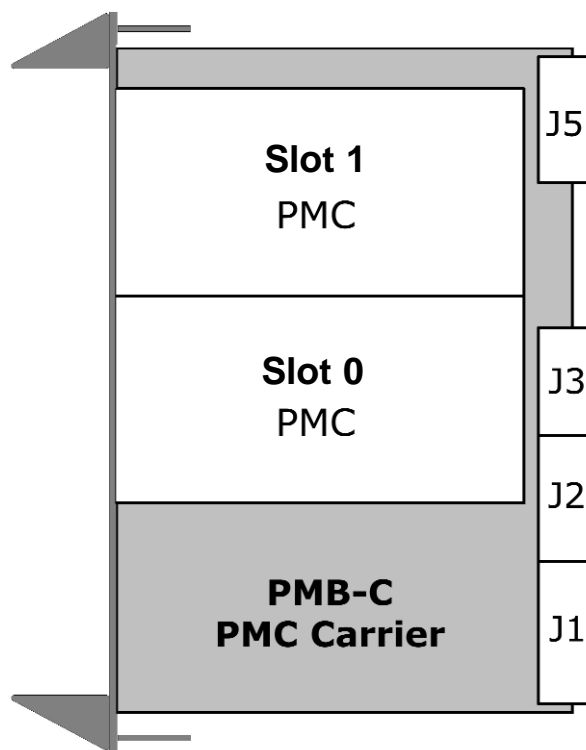 J5
Slot 1
PMC
Slot 0
PMC
J3
J2
PMB-C
PMC Carrier
J1